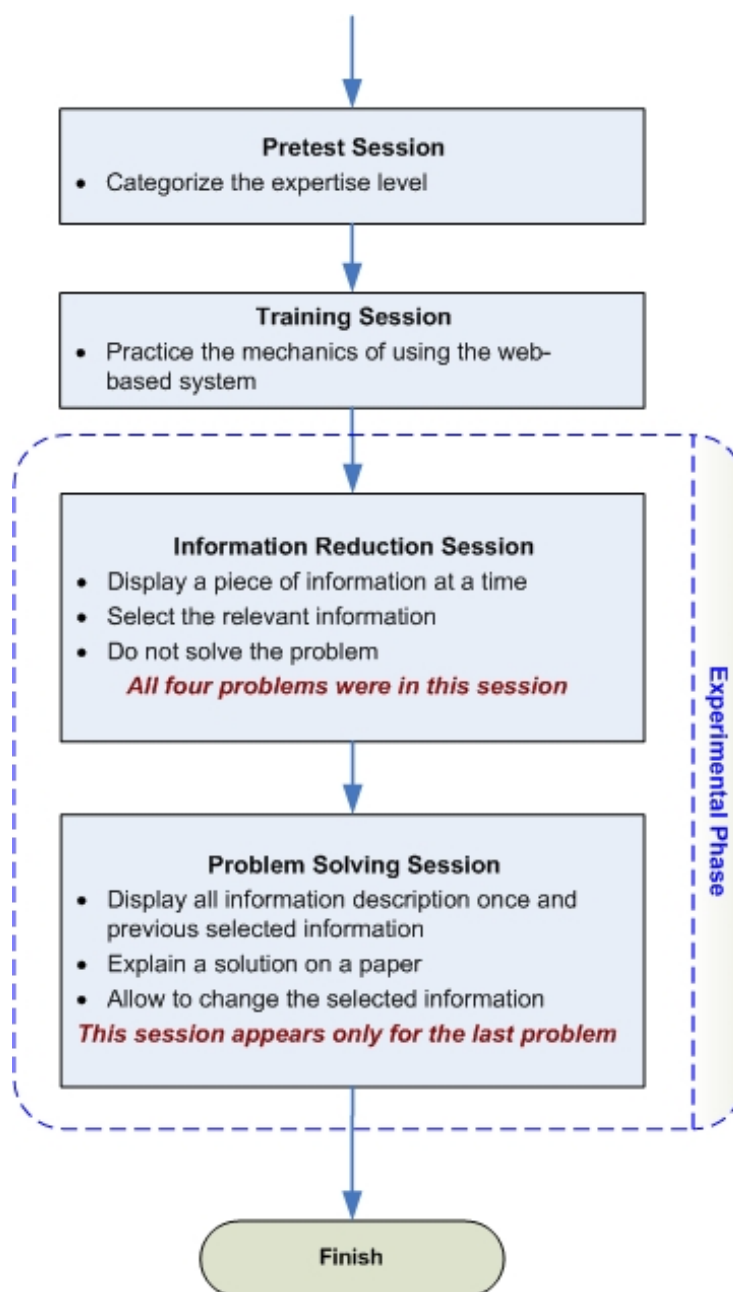 Pretest Session
• Categorize the expertise level
Training Session
• Practice the mechanics of using the web-
based system
Information Reduction Session
• Display a piece of information at a time
• Select the relevant information
• Do not solve the problem
All four problems were in this session
Problem Solving Session
• Display all information description once and
previous selected information
• Explain a solution on a paper
• Allow to change the selected information
This session appears only for the last problem
Experimental Phase
Finish